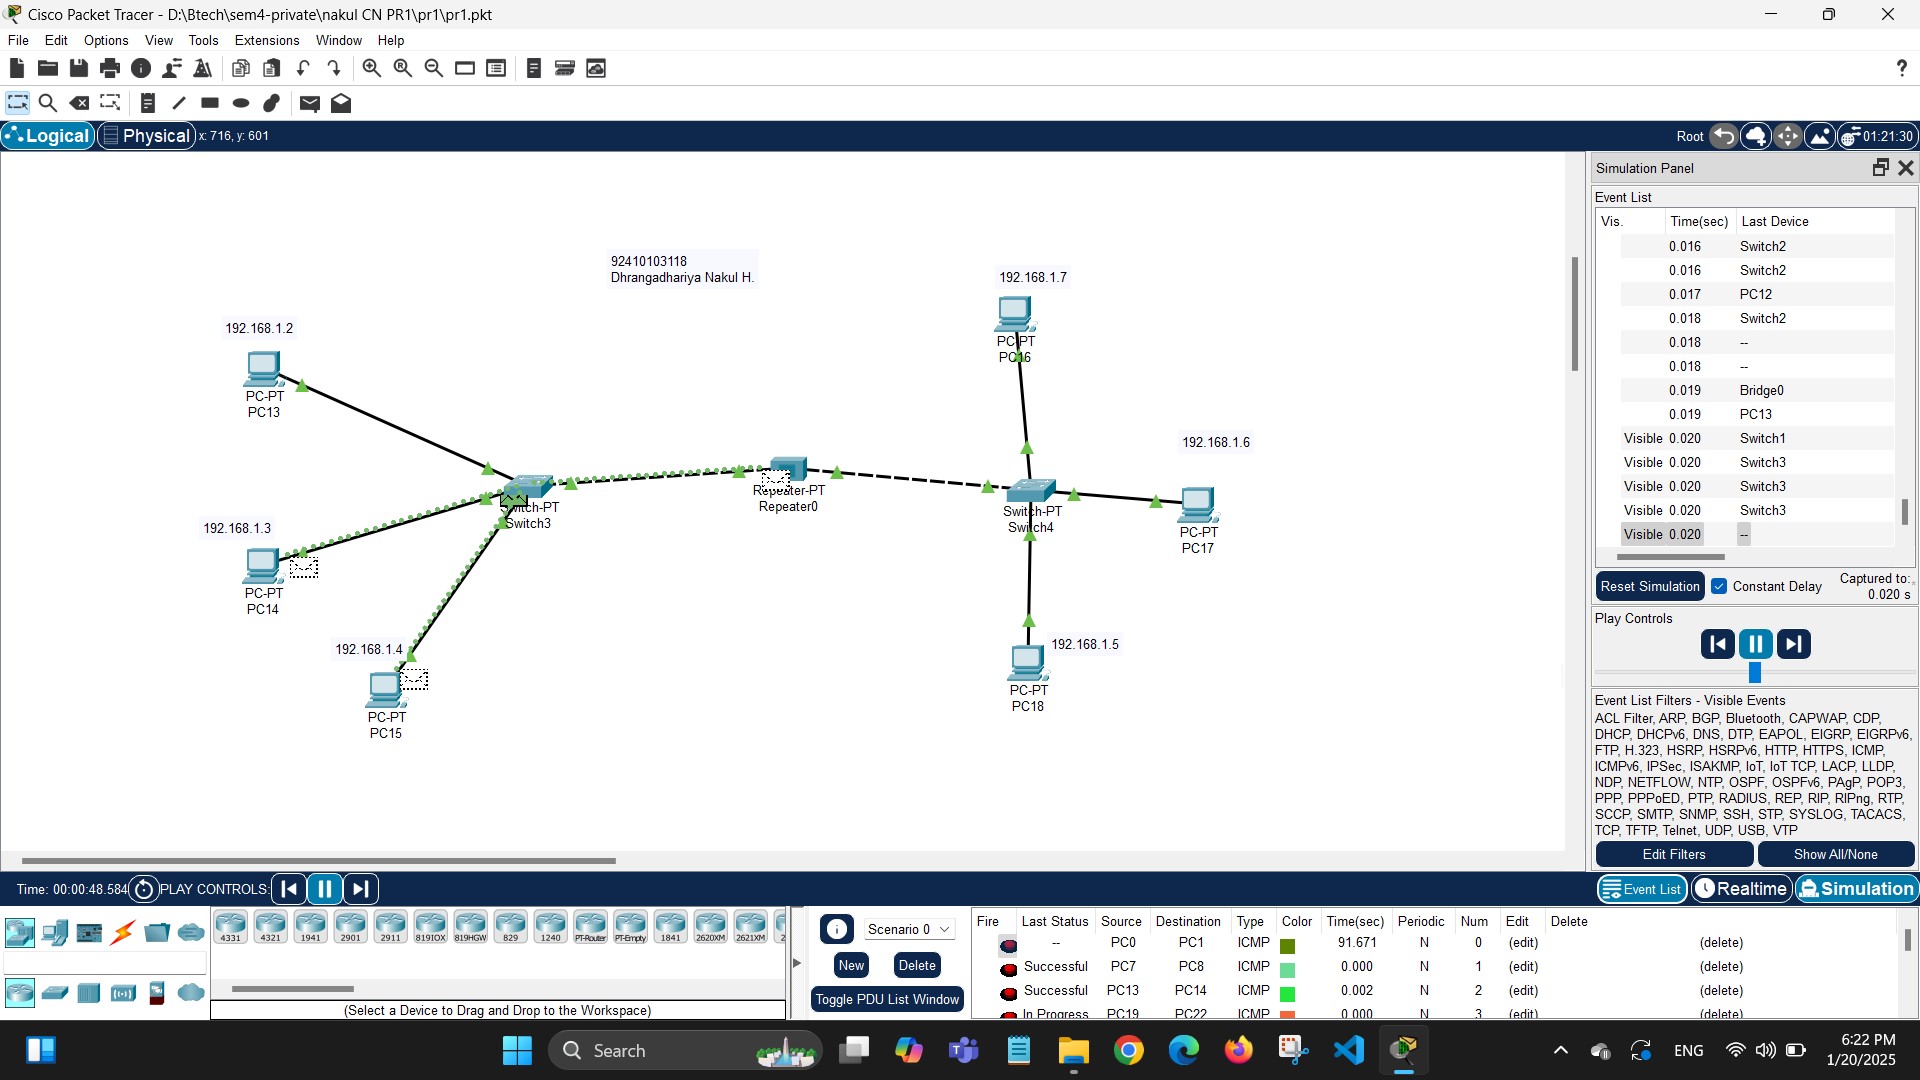 Cisco Packet Tracer - D:\Btech\sem4-private\nakul CN PR1\pr1\pr1.pkt
File Edit Options View Tools Extensions Window Help
?
Logical Physical x: 716, y: 601 Root 01:21:30
Simulation Panel
Event List
Vis. Time(sec) Last Device
0.016 Switch2
0.016 Switch2
0.017 PC12
0.018 Switch2
0.018 --
0.018 --
0.019 Bridge0
0.019 PC13
Visible 0.020 Switch1
Visible 0.020 Switch3
Visible 0.020 Switch3
Visible 0.020 Switch3
Visible 0.020 --
Reset Simulation Constant Delay Captured to:
0.020 s
Play Controls
Event List Filters - Visible Events
ACL Filter, ARP, BGP, Bluetooth, CAPWAP, CDP,
DHCP, DHCPv6, DNS, DTP, EAPOL, EIGRP, EIGRPv6,
FTP, H.323, HSRP, HSRPv6, HTTP, HTTPS, ICMP,
ICMPv6, IPSec, ISAKMP, IoT, IoT TCP, LACP, LLDP,
NDP, NETFLOW, NTP, OSPF, OSPFv6, PAgP, POP3,
PPP, PPPoED, PTP, RADIUS, REP, RIP, RIPng, RTP,
SCCP, SMTP, SNMP, SSH, STP, SYSLOG, TACACS,
TCP, TFTP, Telnet, UDP, USB, VTP
Edit Filters Show All/None
92410103118
Dhrangadhariya Nakul H.
192.168.1.7
PC-PT
PC16
192.168.1.2
PC-PT
PC13
192.168.1.6
PC-PT
PC17
Switch-PT
Switch3
Repeater-PT
Repeater0
Switch-PT
Switch4
192.168.1.3
PC-PT
PC14
192.168.1.4
PC-PT
PC15
192.168.1.5
PC-PT
PC18
Time: 00:00:48.584 PLAY CONTROLS: Event List Realtime Simulation
4331 4321 1941 2901 2911 819IOX 819HGW 829 1240 PT-Router PT-Empty 1841 2620XM 2621XM
(Select a Device to Drag and Drop to the Workspace)
Scenario 0
New Delete
Toggle PDU List Window
Fire Last Status Source Destination Type Color Time(sec) Periodic Num Edit Delete
-- PC0 PC1 ICMP 91.671 N 0 (edit) (delete)
Successful PC7 PC8 ICMP 0.000 N 1 (edit) (delete)
Successful PC13 PC14 ICMP 0.002 N 2 (edit) (delete)
In Progress PC19 PC22 ICMP 0.000 N 3 (edit) (delete)
Search ENG 6:22 PM
1/20/2025